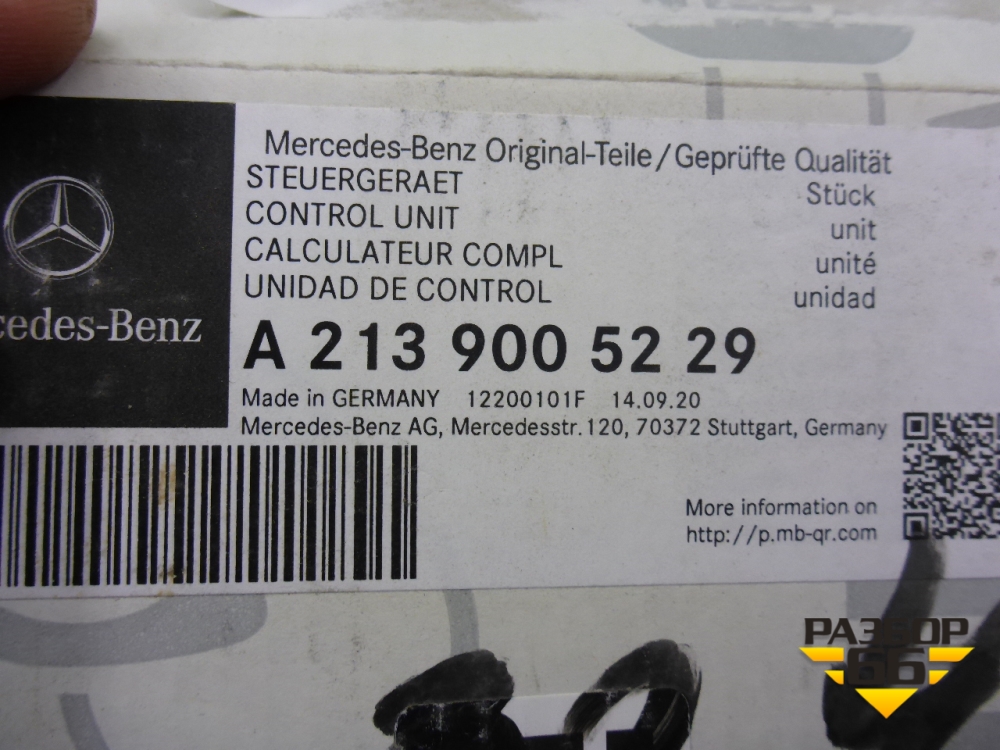 Mercedes-Benz Original-Teile/Geprüfte Qualität
STEUERGERAET Stück
CONTROL UNIT unit
CALCULATEUR COMPL unité
UNIDAD DE CONTROL unidad
cedes-Benz
A 213 900 52 29
Made in GERMANY 12200101F 14.09.20
Mercedes-Benz AG, Mercedesstr.120, 70372 Stuttgart, Germany
More information on
http://p.mb-qr.com
РАЗБОР
66